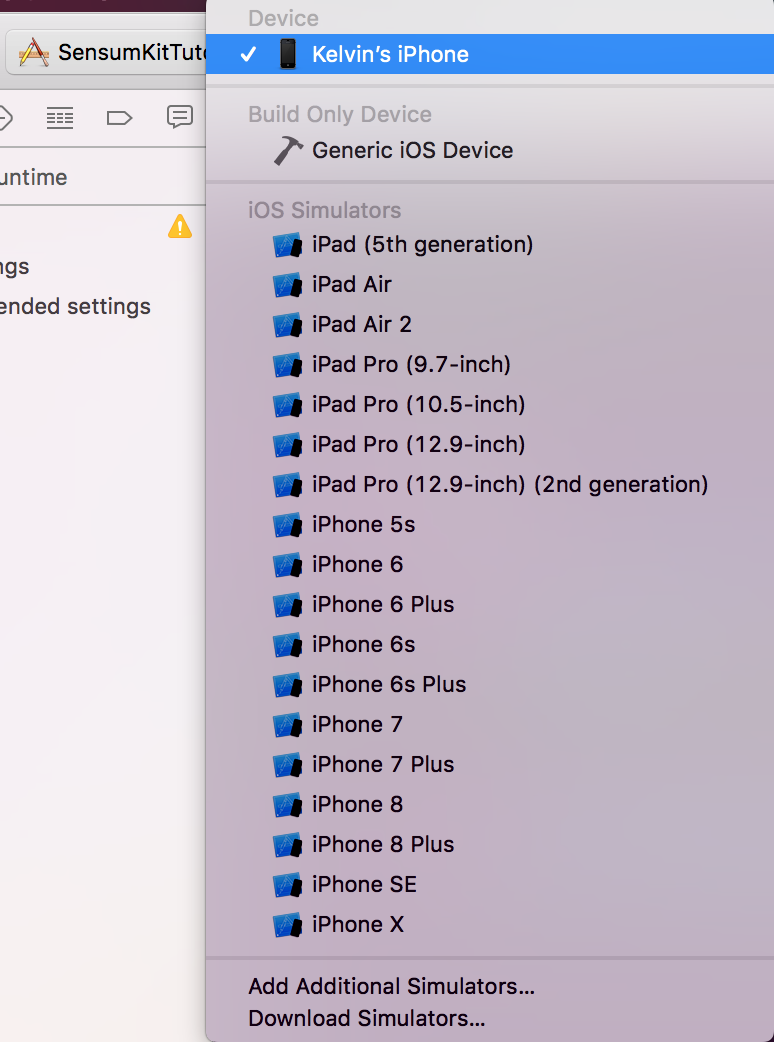 Device
SensumKitTuto
✓ Kelvin’s iPhone
Build Only Device
Generic iOS Device
untime
iOS Simulators
iPad (5th generation)
ngs
iPad Air
ended settings
iPad Air 2
iPad Pro (9.7-inch)
iPad Pro (10.5-inch)
iPad Pro (12.9-inch)
iPad Pro (12.9-inch) (2nd generation)
iPhone 5s
iPhone 6
iPhone 6 Plus
iPhone 6s
iPhone 6s Plus
iPhone 7
iPhone 7 Plus
iPhone 8
iPhone 8 Plus
iPhone SE
iPhone X
Add Additional Simulators...
Download Simulators...